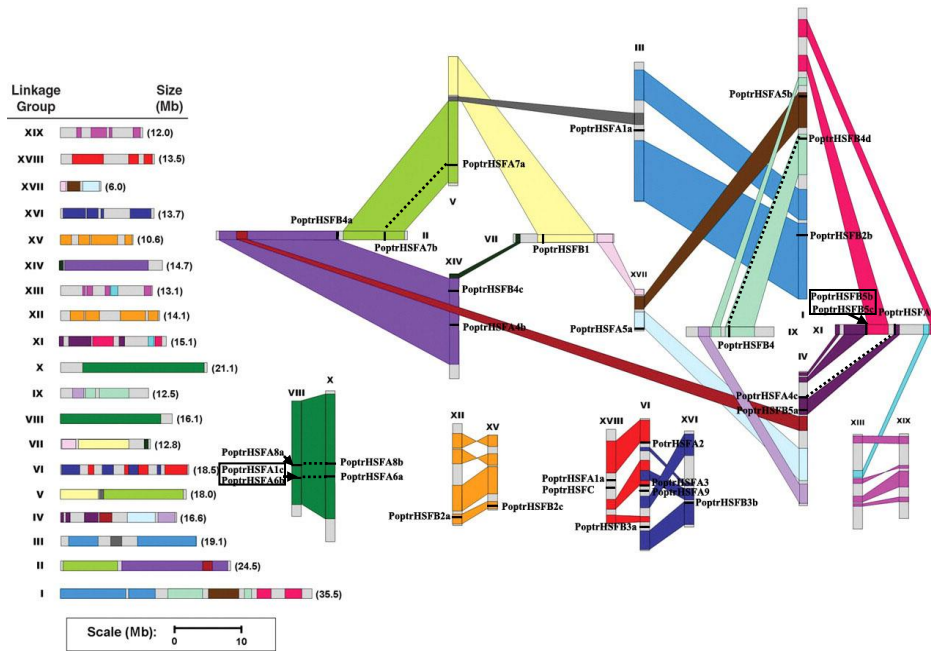 Linkage Group
Size (Mb)
XIX (12.0)
XVIII (13.5)
XVII (6.0)
XVI (13.7)
XV (10.6)
XIV (14.7)
XIII (13.1)
XII (14.1)
XI (15.1)
X (21.1)
IX (12.5)
VIII (16.1)
VII (12.8)
VI (18.5)
V (18.0)
IV (16.6)
III (19.1)
II (24.5)
I (35.5)
Scale (Mb):
0 10
PoptrHSFA7a
V
PoptrHSFB4a
II
PoptrHSFA7b
VII
PoptrHSFB1
XIV
PoptrHSFB4c
PoptrHSFA4b
III
PoptrHSFA1a
XVII
PoptrHSFA5a
PoptrHSFA5b
PoptrHSFB4d
PoptrHSFB2b
I
IX
PoptrHSFB4
PoptrHSFB5b
PoptrHSFB5c
PoptrHSFA
XI
IV
PoptrHSFA4c
PoptrHSFB5a
VIII
X
PoptrHSFA8a
PoptrHSFA1c
PoptrHSFA6b
PoptrHSFA8b
PoptrHSFA6a
XII
XV
PoptrHSFB2a
PoptrHSFB2c
XVIII
VI
XVI
PoptrHSFA2
PoptrHSFA1a
PoptrHSFC
PoptrHSFA3
PoptrHSFA9
PoptrHSFB3b
PoptrHSFB3a
XIII
XIX